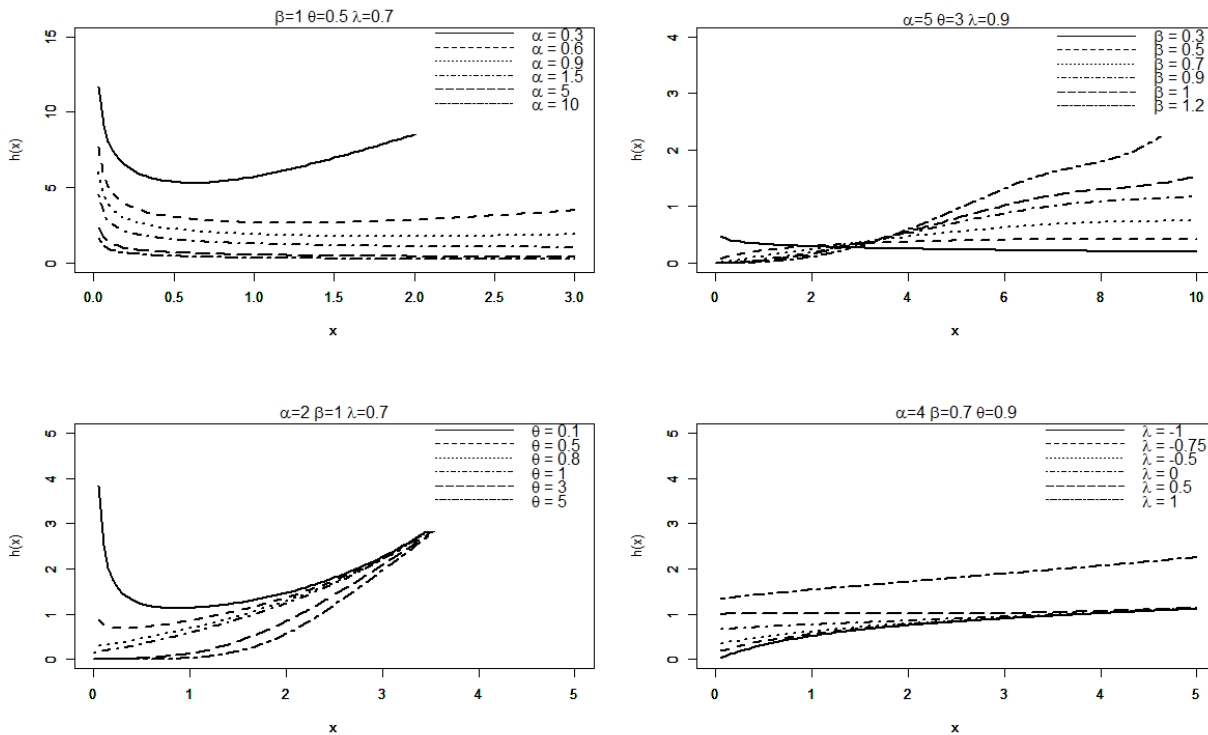 β=1 θ=0.5 λ=0.7
15
10
5
0
h(x)
α = 0.3
α = 0.6
α = 0.9
α = 1.5
α = 5
α = 10
0.0 0.5 1.0 1.5 2.0 2.5 3.0
x
α=5 θ=3 λ=0.9
4
3
2
1
0
h(x)
β = 0.3
β = 0.5
β = 0.7
β = 0.9
β = 1
β = 1.2
0 2 4 6 8 10
x
α=2 β=1 λ=0.7
5
4
3
2
1
0
h(x)
θ = 0.1
θ = 0.5
θ = 0.8
θ = 1
θ = 3
θ = 5
0 1 2 3 4 5
x
α=4 β=0.7 θ=0.9
5
4
3
2
1
0
h(x)
λ = -1
λ = -0.75
λ = -0.5
λ = 0
λ = 0.5
λ = 1
0 1 2 3 4 5
x